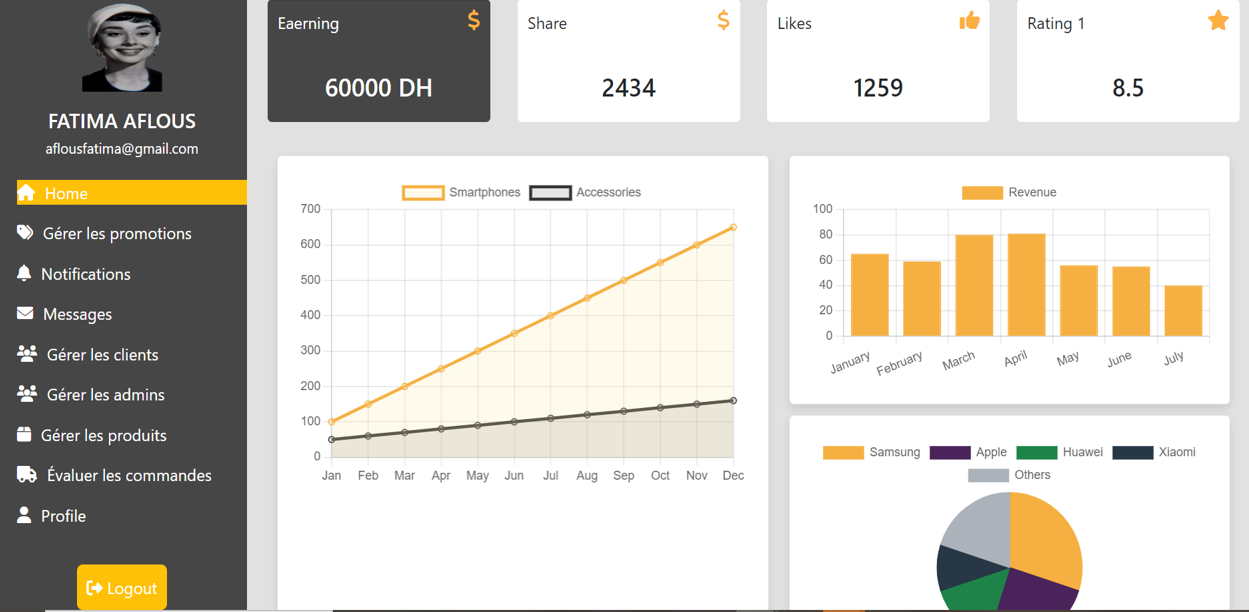 FATIMA AFLOUS
aflousfatima@gmail.com
Home
Gérer les promotions
Notifications
Messages
Gérer les clients
Gérer les admins
Gérer les produits
Évaluer les commandes
Profile
Logout
Eaerning
$
60000 DH
Share
$
2434
Likes
1259
Rating 1
8.5
Smartphones Accessories
700
600
500
400
300
200
100
0
Jan Feb Mar Apr May Jun Jul Aug Sep Oct Nov Dec
Revenue
100
80
60
40
20
0
January February March April May June July
Samsung Apple Huawei Xiaomi
Others